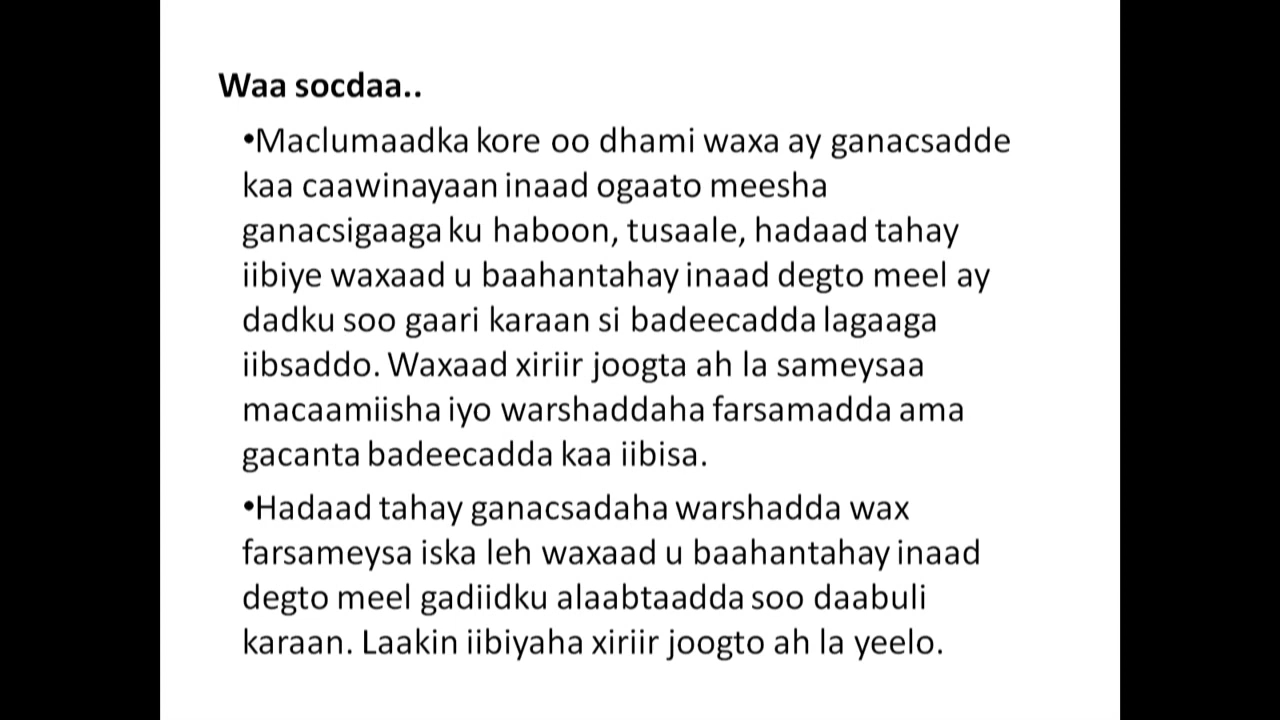 Waa socdaa..
•Maclumaadka kore oo dhami waxa ay ganacsadde
kaa caawinayaan inaad ogaato meesha
ganacsigaaga ku haboon, tusaale, hadaad tahay
iibiye waxaad u baahantahay inaad degto meel ay
dadku soo gaari karaan si badeecadda lagaaga
iibsaddo. Waxaad xiriir joogta ah la sameysaa
macaamiisha iyo warshaddaha farsamadda ama
gacanta badeecadda kaa iibisa.
•Hadaad tahay ganacsadaha warshadda wax
farsameysa iska leh waxaad u baahantahay inaad
degto meel gadiidku alaabtaadda soo daabuli
karaan. Laakin iibiyaha xiriir joogto ah la yeelo.